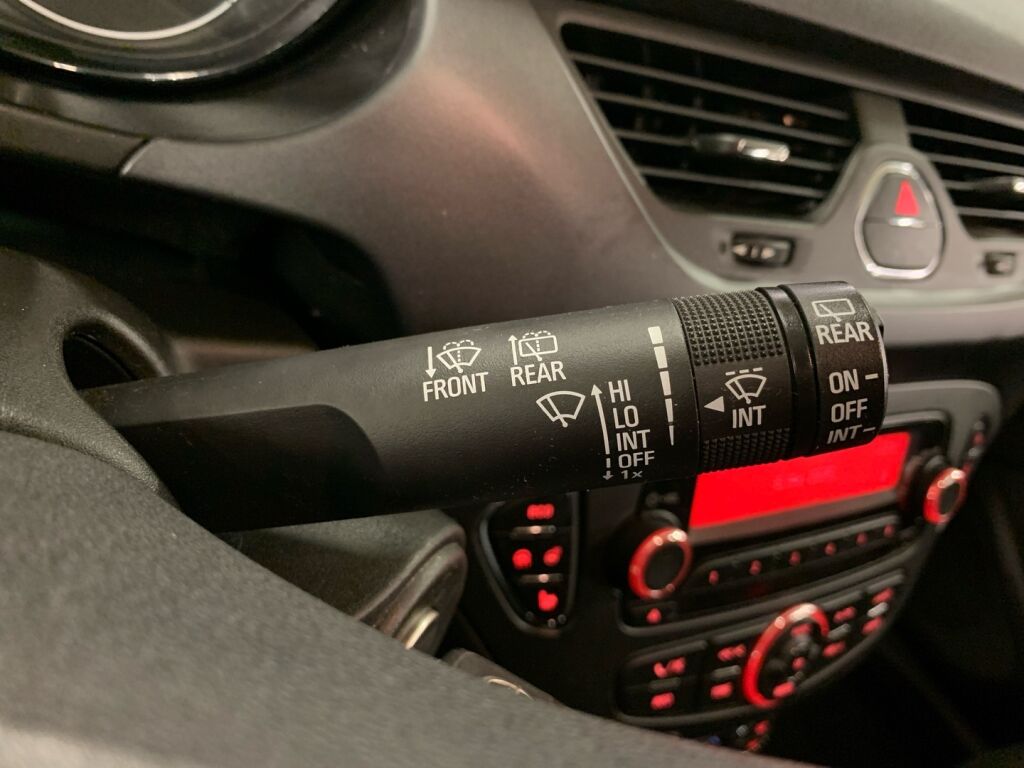 FRONT
REAR
HI
LO
INT
OFF
1x
INT
REAR
ON
OFF
INT